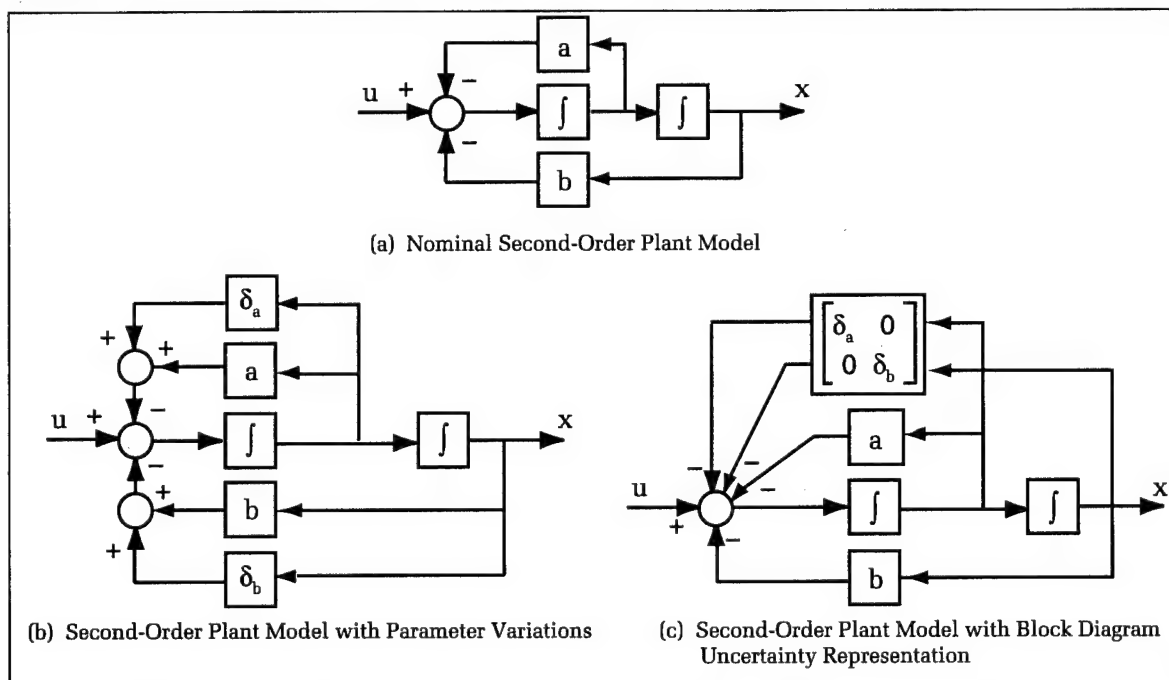 a
u + − ∫ ∫ x
−
b
(a) Nominal Second-Order Plant Model
δa
+ +
a
u + − ∫ ∫ x
− +
b
+
δb
(b) Second-Order Plant Model with Parameter Variations
δa 0
0 δb
a
− − −
u + ∫ ∫ x
−
b
(c) Second-Order Plant Model with Block Diagram
Uncertainty Representation